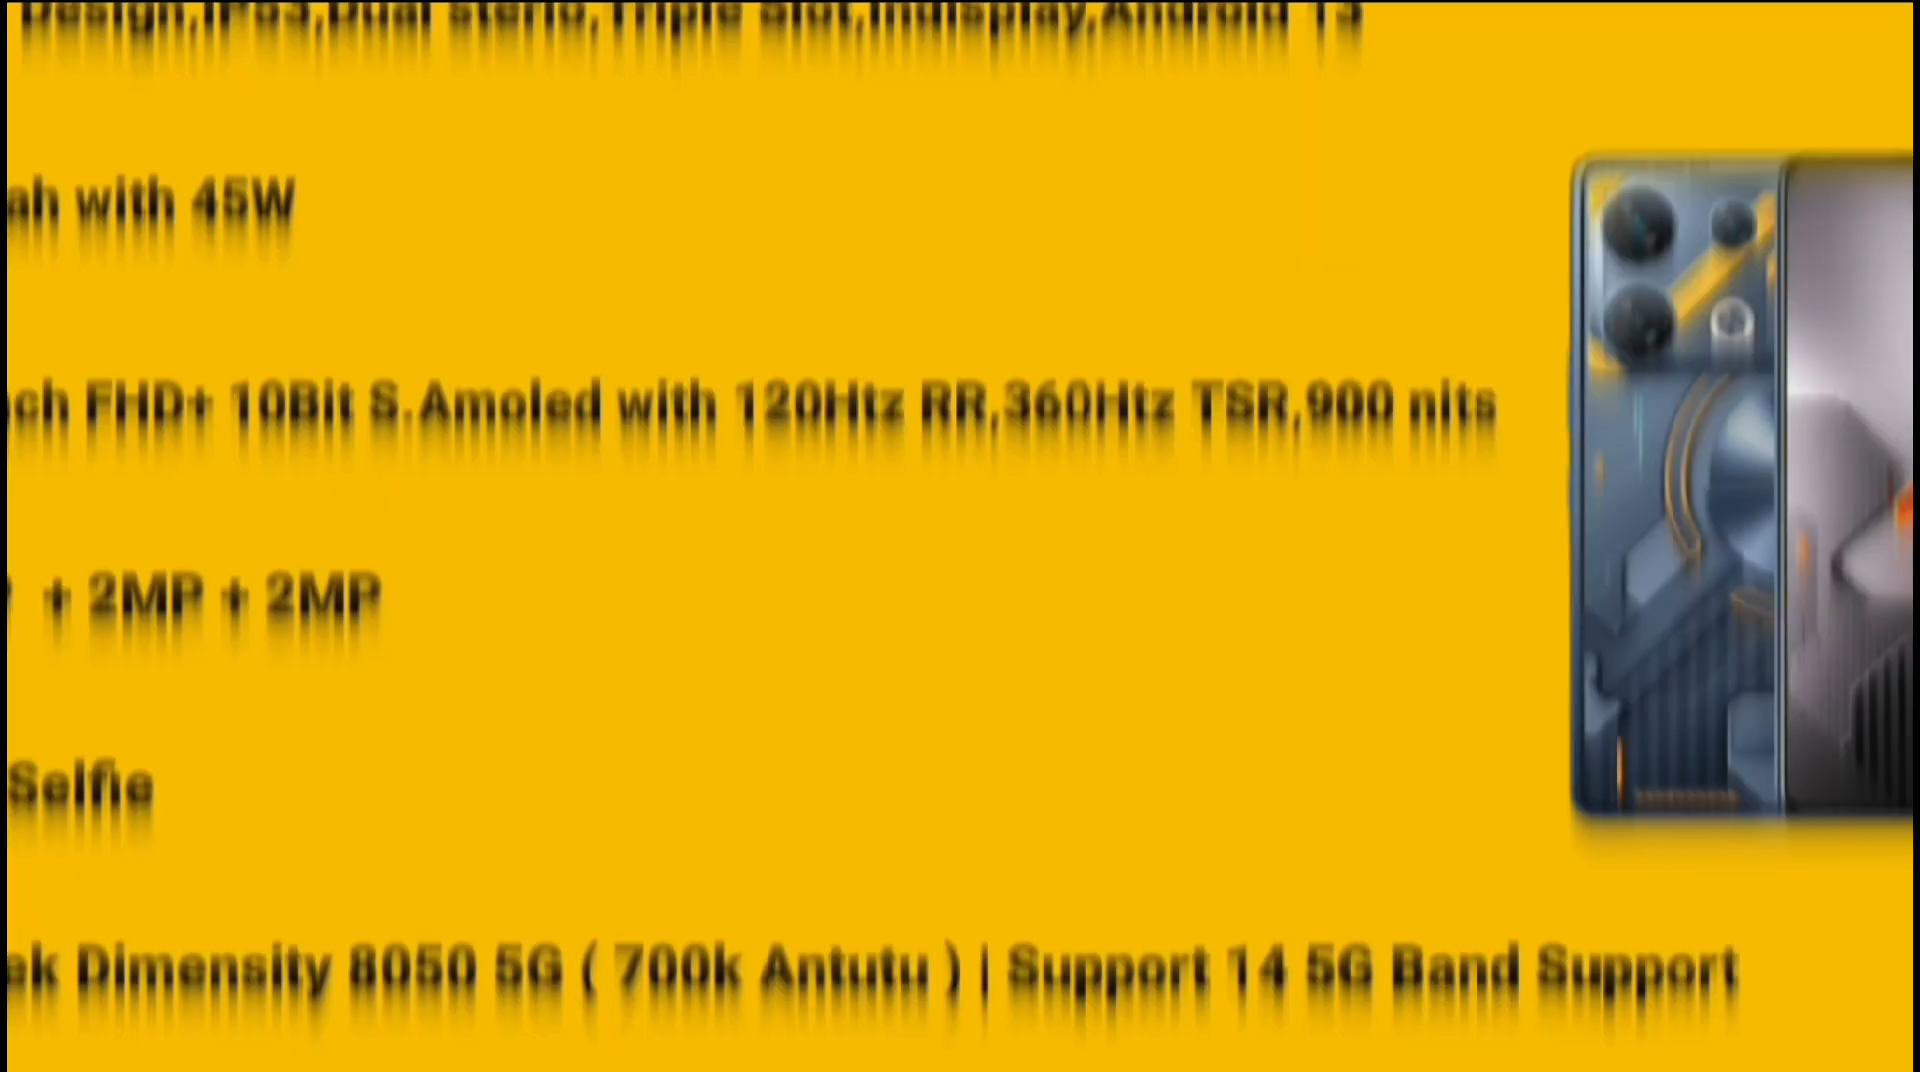 Design,IP53,Dual sterio,Triple Slot,Indisplay,Android 13
ah with 45W
ch FHD+ 10Bit S.Amoled with 120Htz RR,360Htz TSR,900 nits
+ 2MP + 2MP
Selfie
ek Dimensity 8050 5G ( 700k Antutu ) | Support 14 5G Band Support